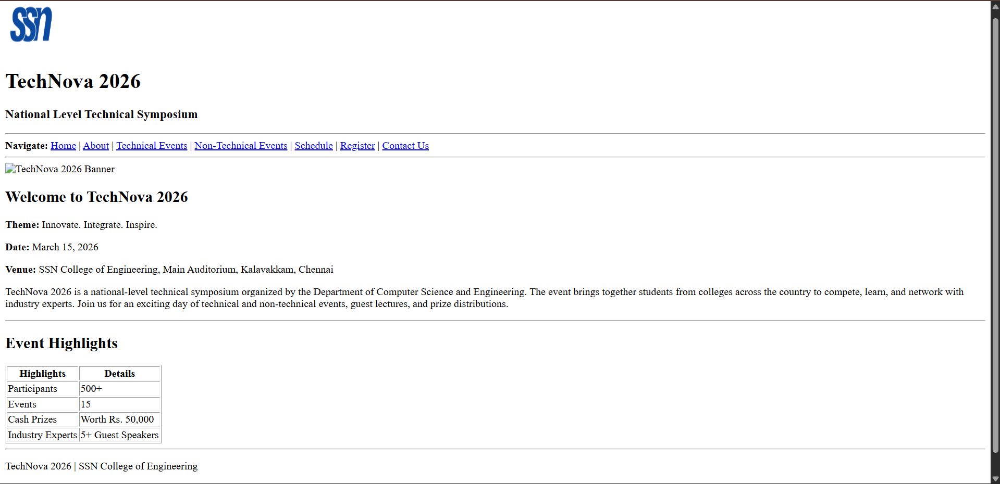 ssn
TechNova 2026
National Level Technical Symposium
Navigate: Home | About | Technical Events | Non-Technical Events | Schedule | Register | Contact Us
TechNova 2026 Banner
Welcome to TechNova 2026
Theme: Innovate. Integrate. Inspire.
Date: March 15, 2026
Venue: SSN College of Engineering, Main Auditorium, Kalavakkam, Chennai
TechNova 2026 is a national-level technical symposium organized by the Department of Computer Science and Engineering. The event brings together students from colleges across the country to compete, learn, and network with
industry experts. Join us for an exciting day of technical and non-technical events, guest lectures, and prize distributions.
Event Highlights
Highlights Details
Participants 500+
Events 15
Cash Prizes Worth Rs. 50,000
Industry Experts 5+ Guest Speakers
TechNova 2026 | SSN College of Engineering